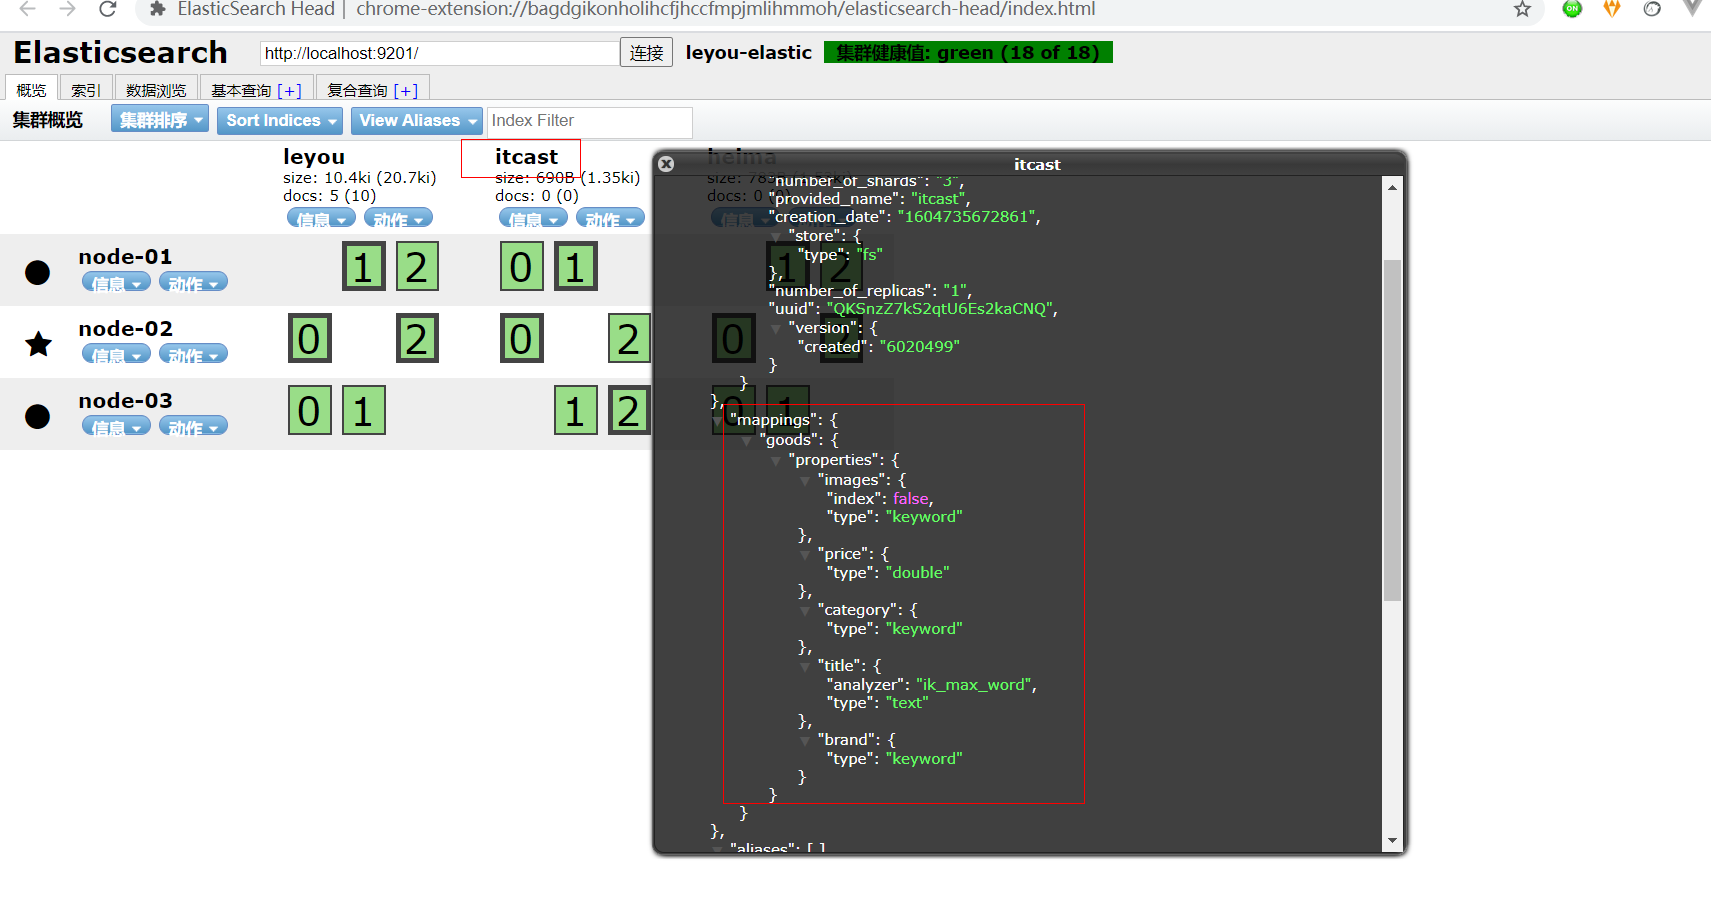 ElasticSearch Head | chrome-extension://bagdgikonholihcfjhccfmpjmlihmmoh/elasticsearch-head/index.html
ON
Elasticsearch http://localhost:9201/ 连接 leyou-elastic 集群健康值: green (18 of 18)
概览 索引 数据浏览 基本查询 [+] 复合查询 [+]
集群概览 集群排序 Sort Indices View Aliases Index Filter
leyou
size: 10.4ki (20.7ki)
docs: 5 (10)
信息 动作
itcast
size: 690B (1.35ki)
docs: 0 (0)
信息 动作
heima
docs: 0 (0)
node-01
信息 动作
1 2 0 1 1 2
node-02
信息 动作
0 2 0 2 0 2
node-03
信息 动作
0 1 1 2 0 1
itcast
"number_of_shards": "3",
"provided_name": "itcast",
"creation_date": "1604735672861",
"store": {
"type": "fs"
},
"number_of_replicas": "1",
"uuid": "QKSnzZ7kS2qtU6Es2kaCNQ",
"version": {
"created": "6020499"
}
}
},
"mappings": {
"goods": {
"properties": {
"images": {
"index": false,
"type": "keyword"
},
"price": {
"type": "double"
},
"category": {
"type": "keyword"
},
"title": {
"analyzer": "ik_max_word",
"type": "text"
},
"brand": {
"type": "keyword"
}
}
}
},
"aliases": [ ]